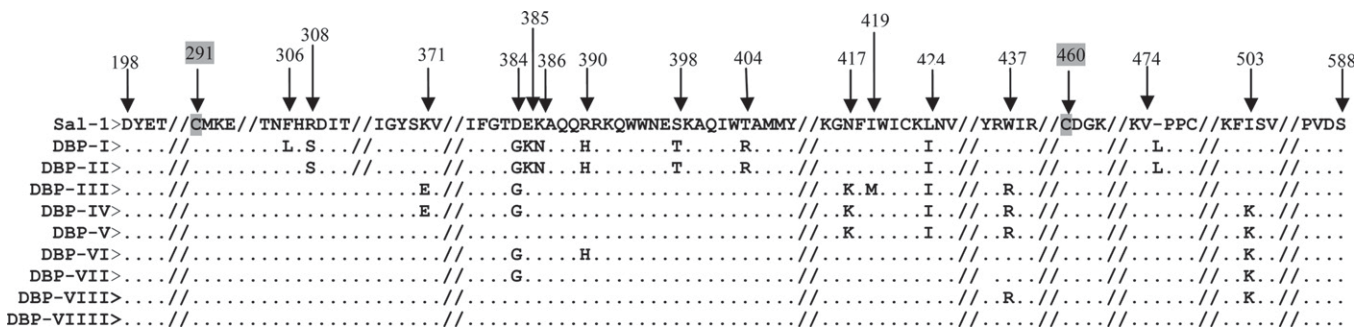 385 419
308
291 306 371 384 386 390 398 404 417 424 437 460 474 503 588
198
Sal-1>DYET//CMKE//TNFHRDIT//IGYSKV//IFGTDEKAQQRRKQWWNESKAQIWTAMMY//KGNFIWICKLNV//YRWIR//CDGK//KV-PPC//KFISV//PVDS
DBP-I>....//....//..L.S...//......//....GKN...H.......T.....R....//.........I..//.....//....//..L...//.....//....
DBP-II>....//....//....S...//......//....GKN...H.......T.....R....//.........I..//.....//....//..L...//.....//....
DBP-III>....//....//........//....E.//....G........................//..K.M....I..//..R..//....//......//.....//....
DBP-IV>....//....//........//....E.//....G........................//..K......I..//..R..//....//......//..K..//....
DBP-V>....//....//........//......//.............................//..K......I..//..R..//....//......//..K..//....
DBP-VI>....//....//........//......//....G.....H..................//............//.....//....//......//..K..//....
DBP-VII>....//....//........//......//....G........................//............//.....//....//......//..K..//....
DBP-VIII>....//....//........//......//.............................//............//..R..//....//......//..K..//....
DBP-VIIII>....//....//........//......//.............................//............//.....//....//......//.....//....